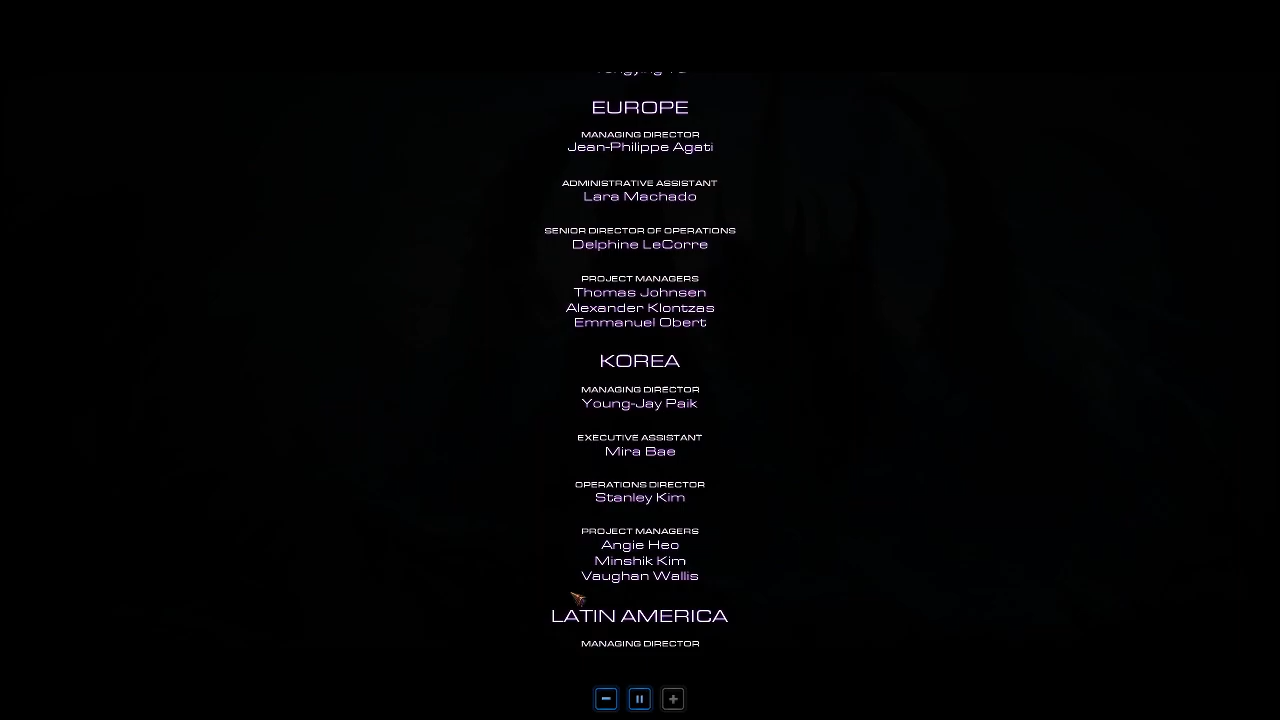 EUROPE
MANAGING DIRECTOR
Jean-Philippe Agati
ADMINISTRATIVE ASSISTANT
Lara Machado
SENIOR DIRECTOR OF OPERATIONS
Delphine LeCorre
PROJECT MANAGERS
Thomas Johnsen
Alexander Klontzas
Emmanuel Obert
KOREA
MANAGING DIRECTOR
Young-Jay Paik
EXECUTIVE ASSISTANT
Mira Bae
OPERATIONS DIRECTOR
Stanley Kim
PROJECT MANAGERS
Angie Heo
Minshik Kim
Vaughan Wallis
LATIN AMERICA
MANAGING DIRECTOR